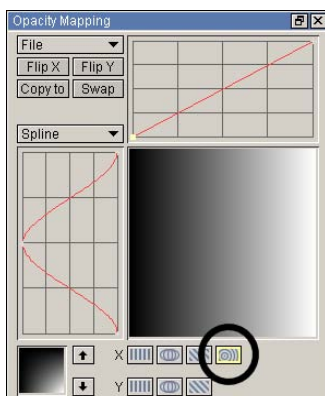 Opacity Mapping
File
Flip X Flip Y
Copy to Swap
Spline
X
Y